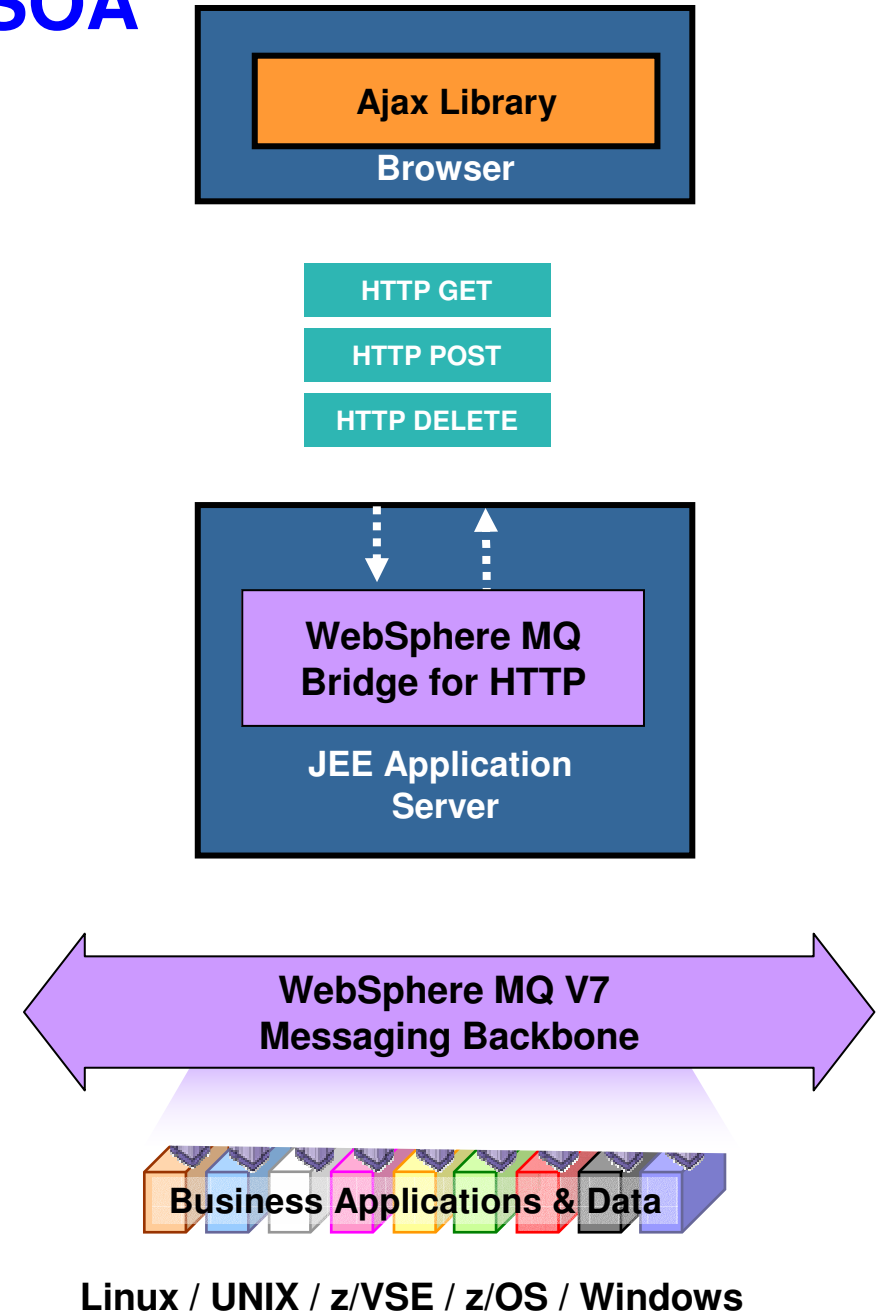 SOA
Ajax Library
Browser
HTTP GET
HTTP POST
HTTP DELETE
WebSphere MQ
Bridge for HTTP
JEE Application
Server
WebSphere MQ V7
Messaging Backbone
Business Applications & Data
Linux / UNIX / z/VSE / z/OS / Windows